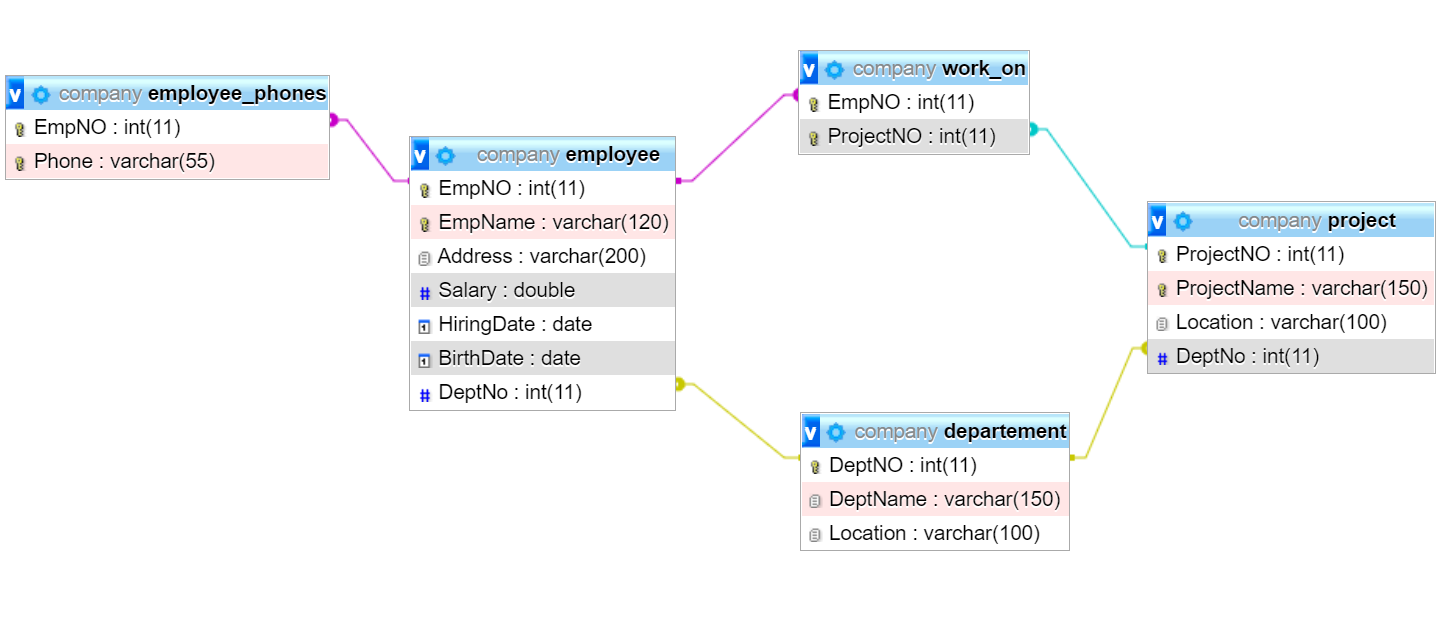 v company employee_phones
EmpNO : int(11)
Phone : varchar(55)
v company employee
EmpNO : int(11)
EmpName : varchar(120)
Address : varchar(200)
# Salary : double
1 HiringDate : date
1 BirthDate : date
# DeptNo : int(11)
v company work_on
EmpNO : int(11)
ProjectNO : int(11)
v company project
ProjectNO : int(11)
ProjectName : varchar(150)
Location : varchar(100)
# DeptNo : int(11)
v company departement
DeptNO : int(11)
DeptName : varchar(150)
Location : varchar(100)